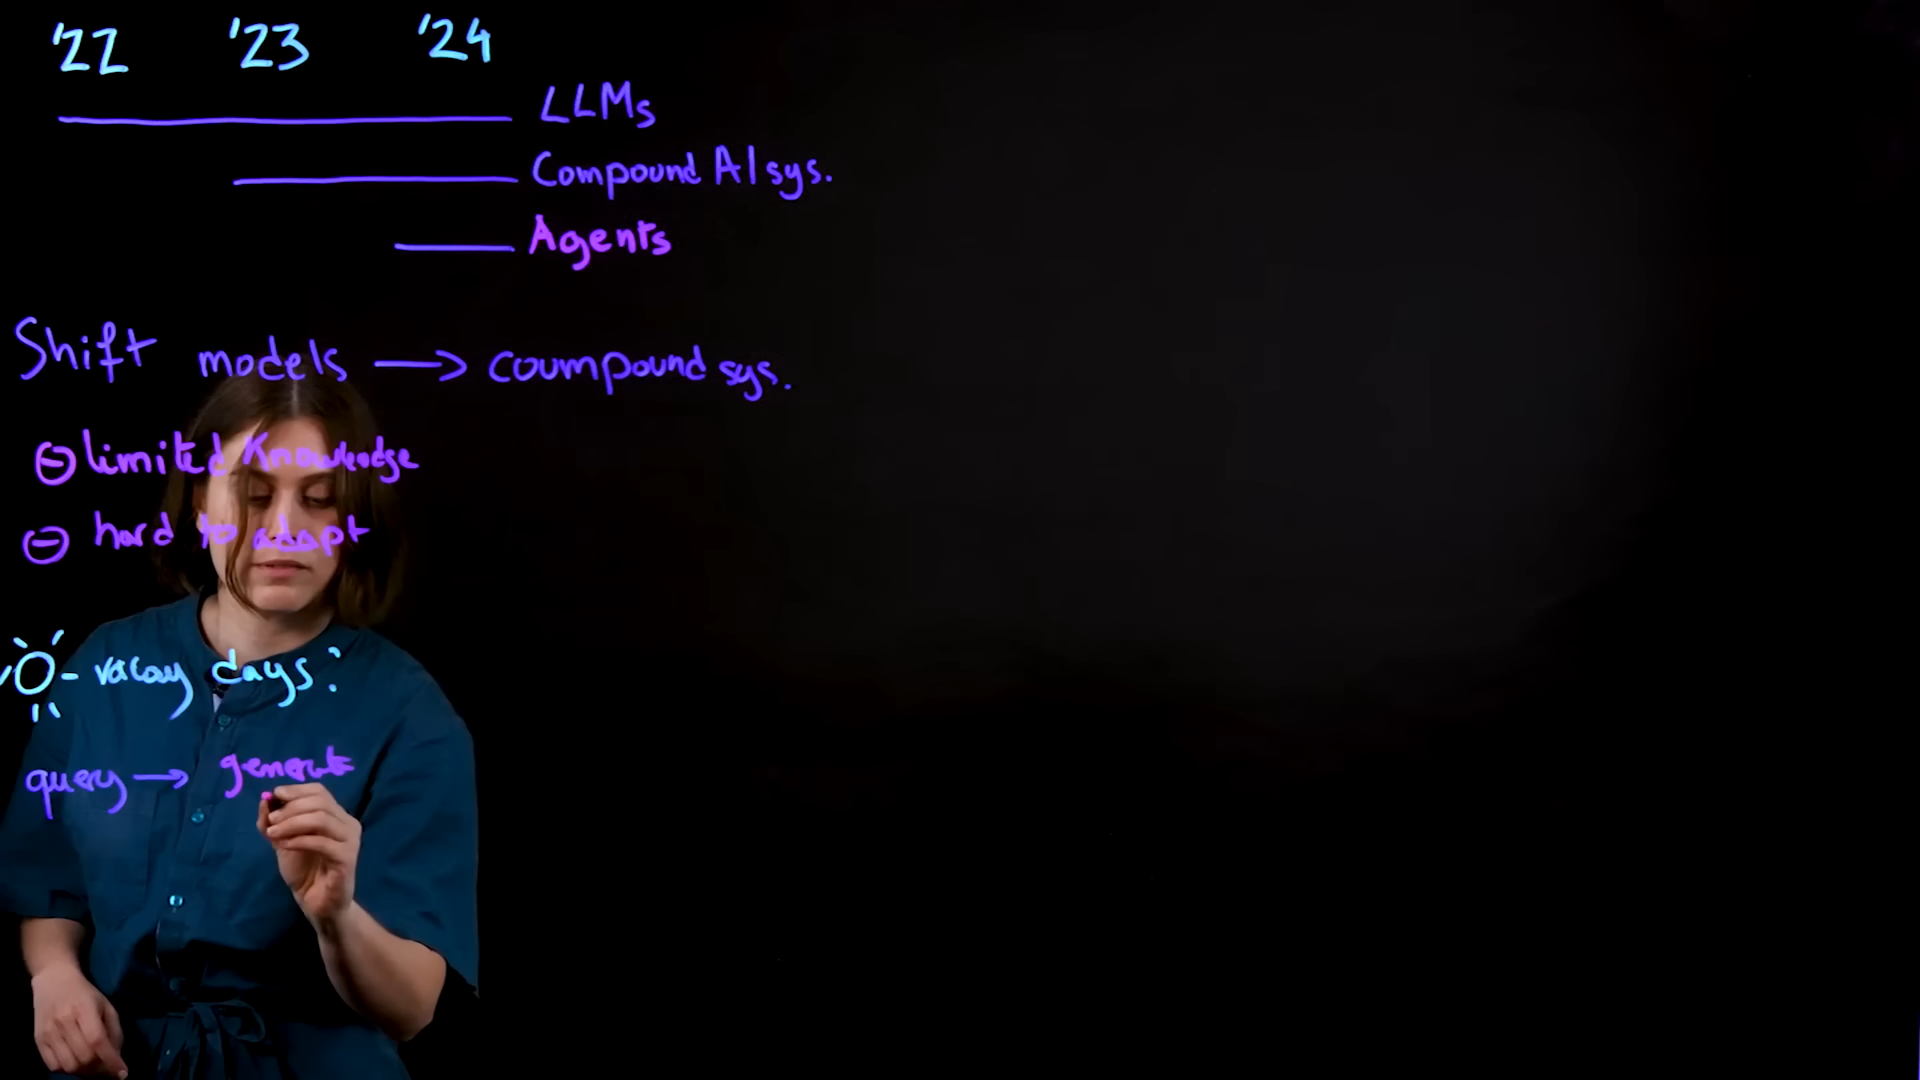 '22 '23 '24
LLMs
Compound AI sys.
Agents
Shift models → coumpound sys.
⊖ limited Knowledge
⊖ hard to adapt
vacay days:
query → generate